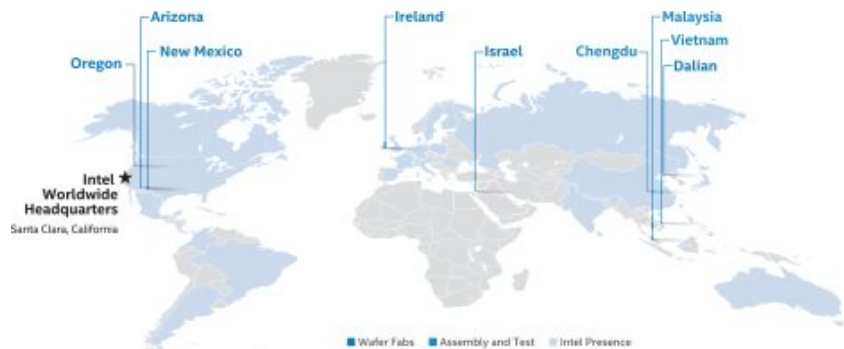 Arizona
Ireland
Malaysia
Vietnam
New Mexico
Israel
Chengdu
Oregon
Dalian
Intel
Worldwide
Headquarters
Santa Clara, California
Wafer Fabs Assembly and Test Intel Presence